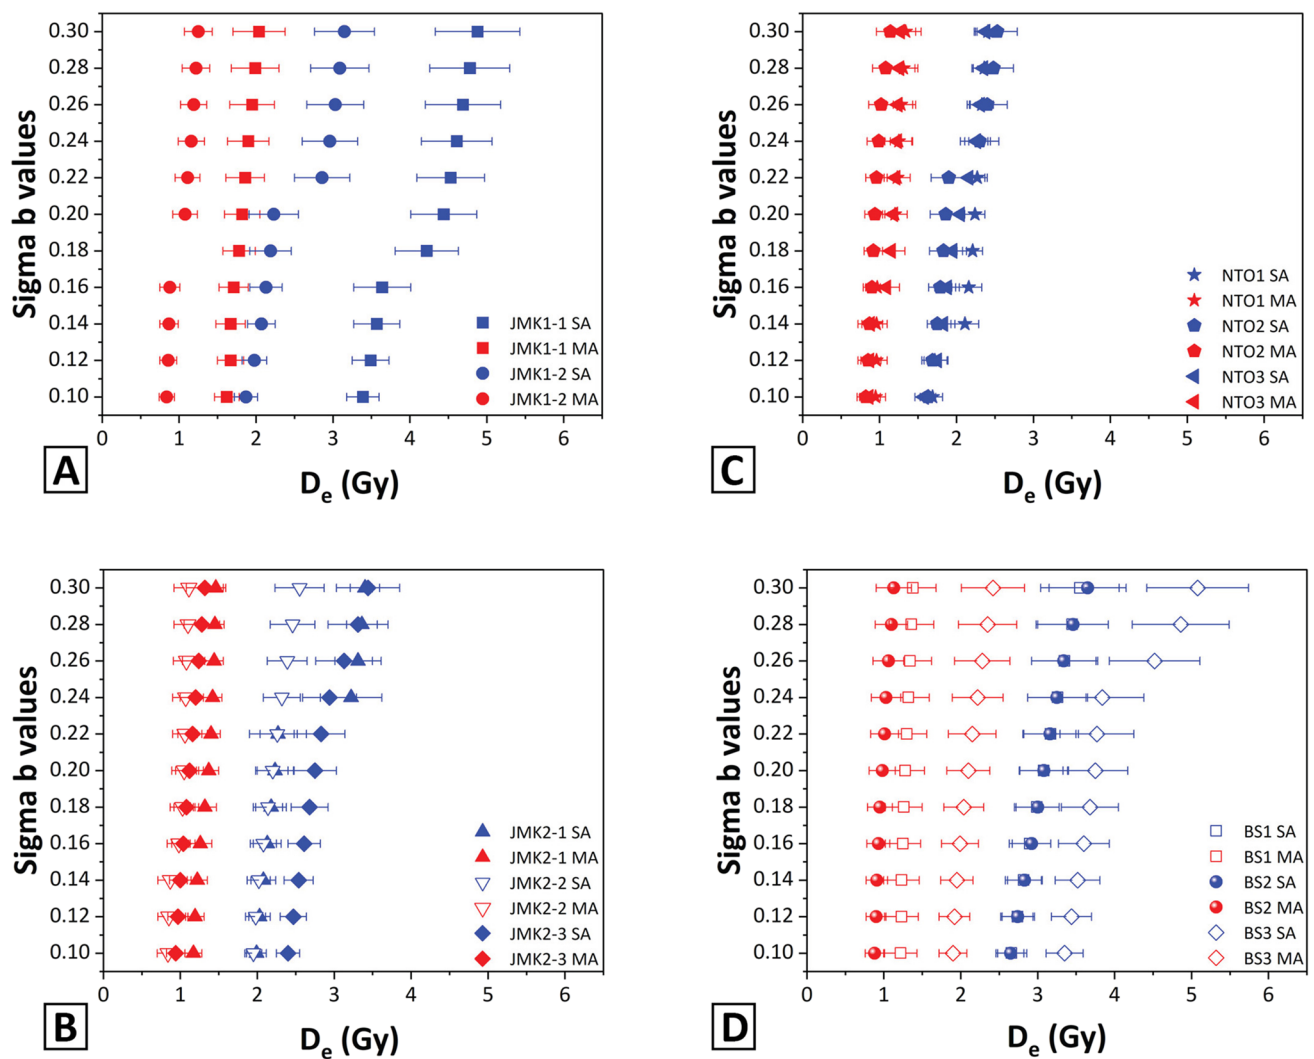 Sigma b values
0.30
0.28
0.26
0.24
0.22
0.20
0.18
0.16
0.14
0.12
0.10
JMK1-1 SA
JMK1-1 MA
JMK1-2 SA
JMK1-2 MA
0 1 2 3 4 5 6
A
De (Gy)
Sigma b values
0.30
0.28
0.26
0.24
0.22
0.20
0.18
0.16
0.14
0.12
0.10
NTO1 SA
NTO1 MA
NTO2 SA
NTO2 MA
NTO3 SA
NTO3 MA
0 1 2 3 4 5 6
C
De (Gy)
Sigma b values
0.30
0.28
0.26
0.24
0.22
0.20
0.18
0.16
0.14
0.12
0.10
JMK2-1 SA
JMK2-1 MA
JMK2-2 SA
JMK2-2 MA
JMK2-3 SA
JMK2-3 MA
0 1 2 3 4 5 6
B
De (Gy)
Sigma b values
0.30
0.28
0.26
0.24
0.22
0.20
0.18
0.16
0.14
0.12
0.10
BS1 SA
BS1 MA
BS2 SA
BS2 MA
BS3 SA
BS3 MA
0 1 2 3 4 5 6
D
De (Gy)